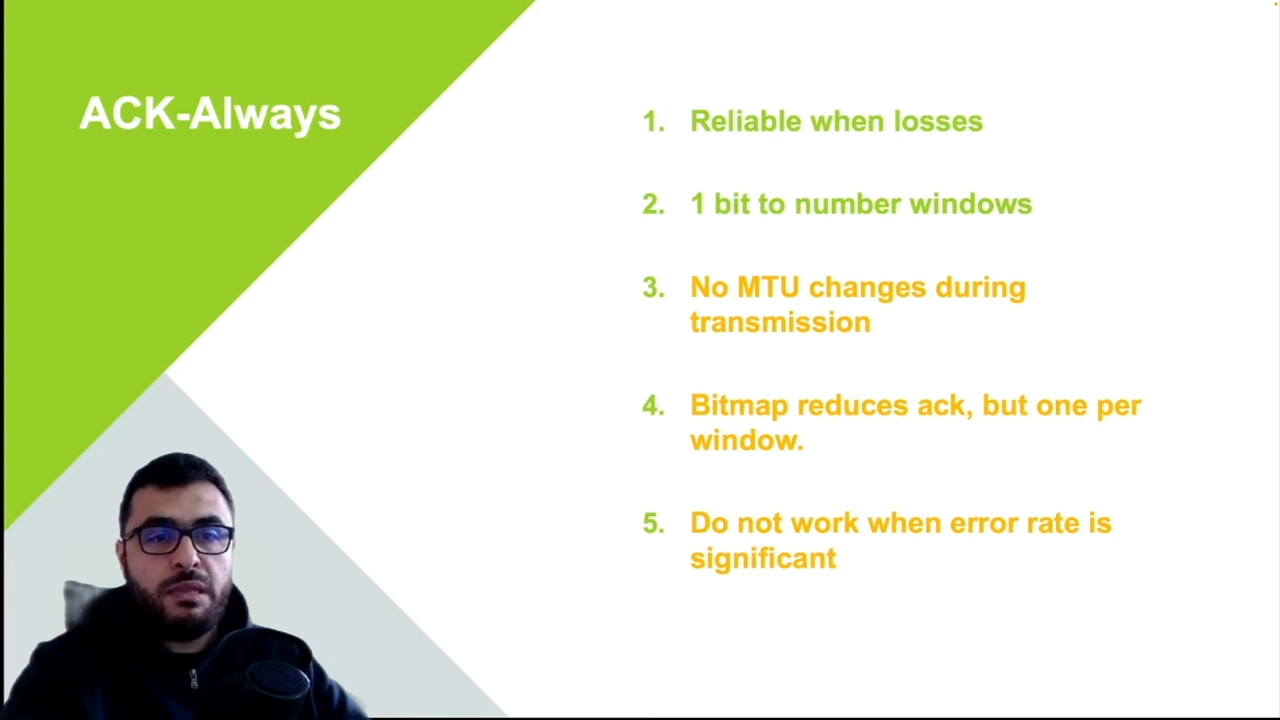 ACK-Always
1. Reliable when losses
2. 1 bit to number windows
3. No MTU changes during
transmission
4. Bitmap reduces ack, but one per
window.
5. Do not work when error rate is
significant